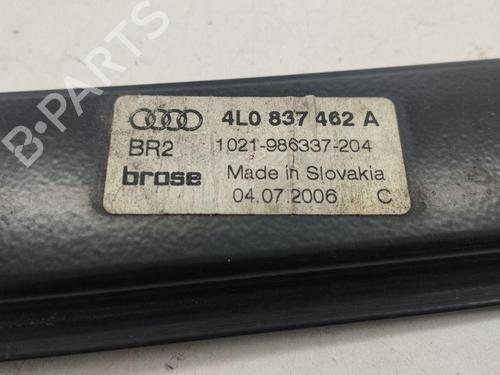 4L0 837 462 A
BR2 1021-986337-204
brose Made in Slovakia
04.07.2006 C
B-PARTS